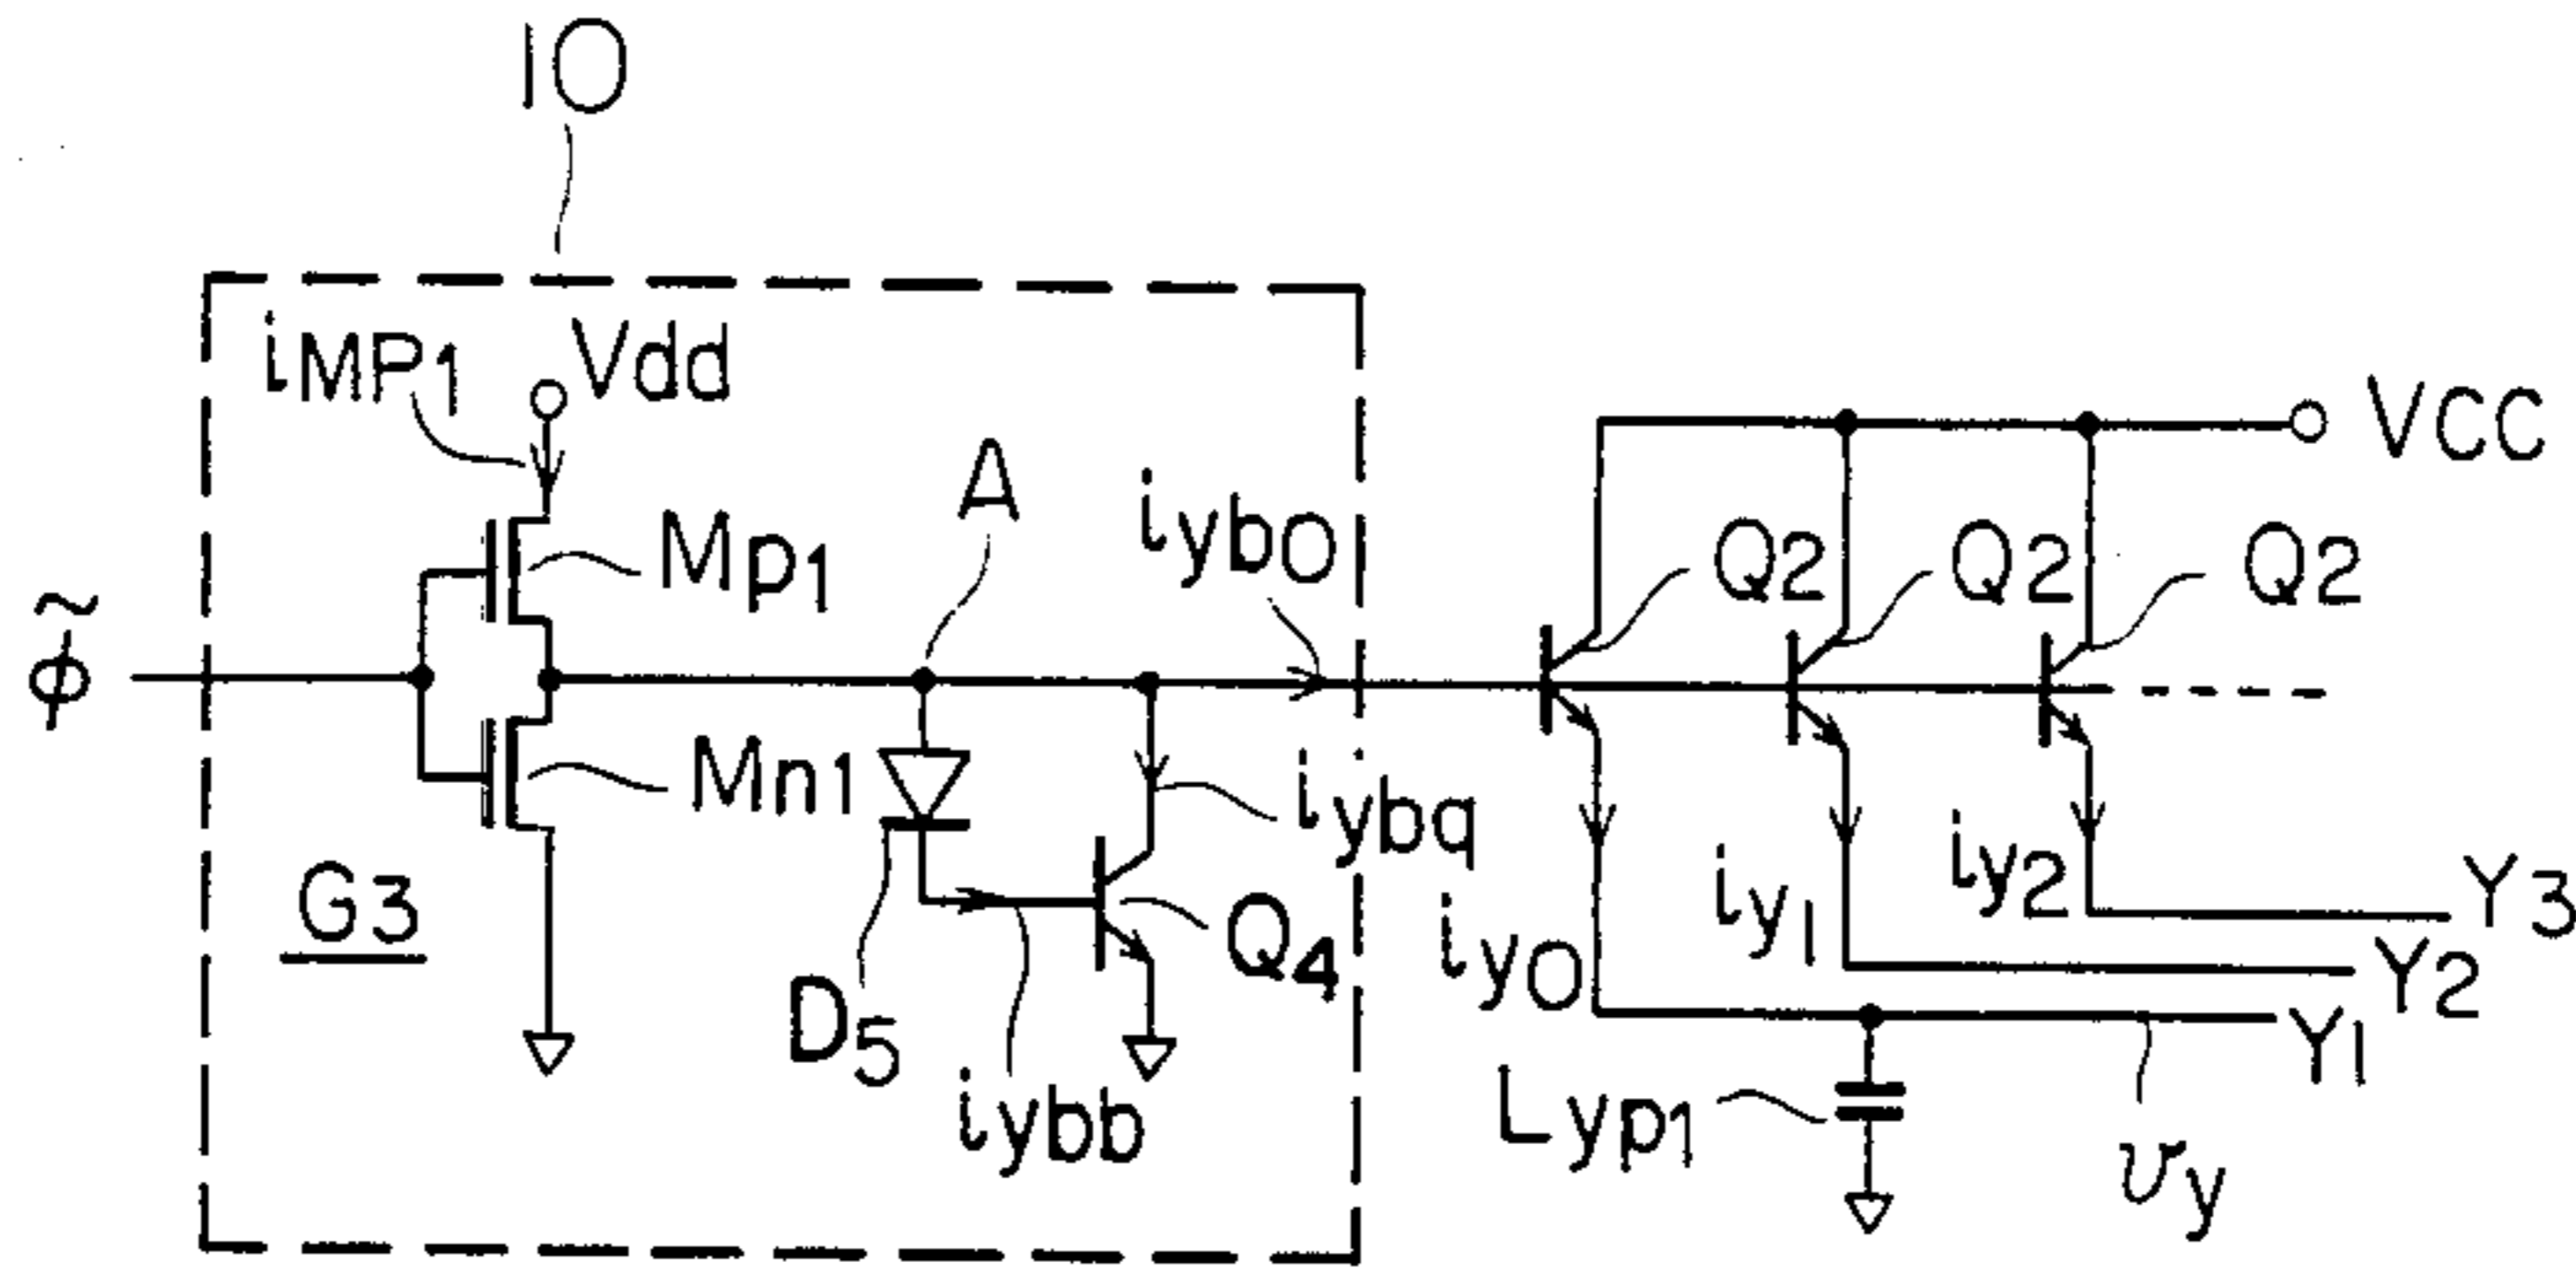 10
iMP1 Vdd
VCC
A
iyb0
Mp1
Q2 Q2 Q2
ϕ̃
Mn1
iybq
G3
Q4
iy0
iy1
iy2
Y3
Y2
Y1
D5
iybb
Lyp1
vy